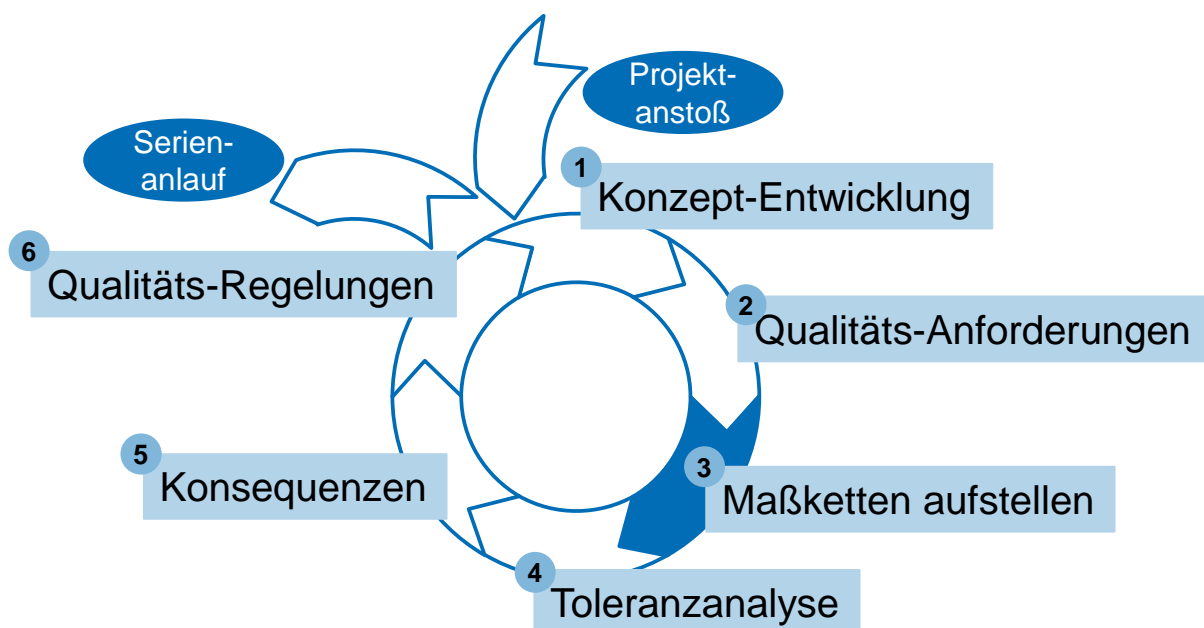 Projekt-
anstoß
Serien-
anlauf
1
Konzept-Entwicklung
2
Qualitäts-Anforderungen
3
Maßketten aufstellen
4
Toleranzanalyse
5
Konsequenzen
6
Qualitäts-Regelungen